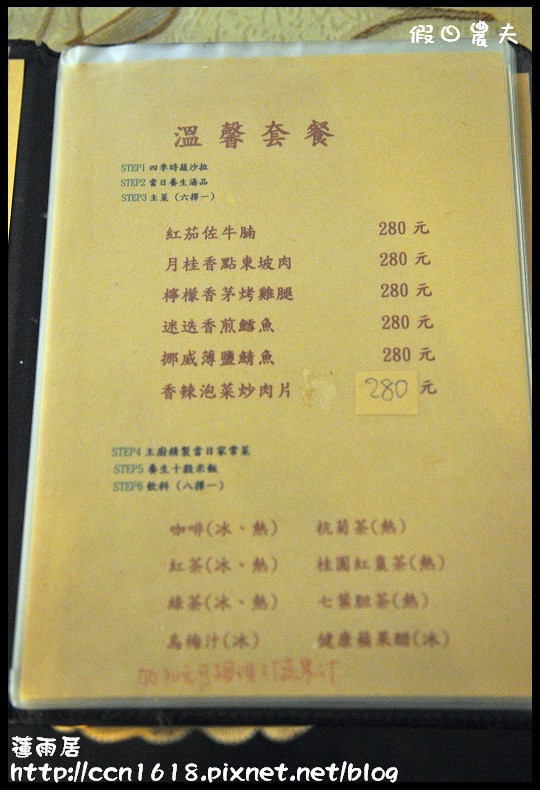 假日農夫
溫馨套餐
STEP1 四季時蔬沙拉
STEP2 當日養生湯品
STEP3 主菜（六擇一）
紅茄佐牛腩 280 元
月桂香點東坡肉 280 元
檸檬香茅烤雞腿 280 元
迷迭香煎鱈魚 280 元
挪威薄鹽鯖魚 280 元
香辣泡菜炒肉片 280 元
STEP4 主廚精製當日家常菜
STEP5 養生十穀米飯
STEP6 飲料（八擇一）
咖啡(冰、熱) 杭菊茶(熱)
紅茶(冰、熱) 桂圓紅棗茶(熱)
綠茶(冰、熱) 七葉胆茶(熱)
烏梅汁(冰) 健康蘋果醋(冰)
蓮雨居
http://ccn1618.pixnet.net/blog